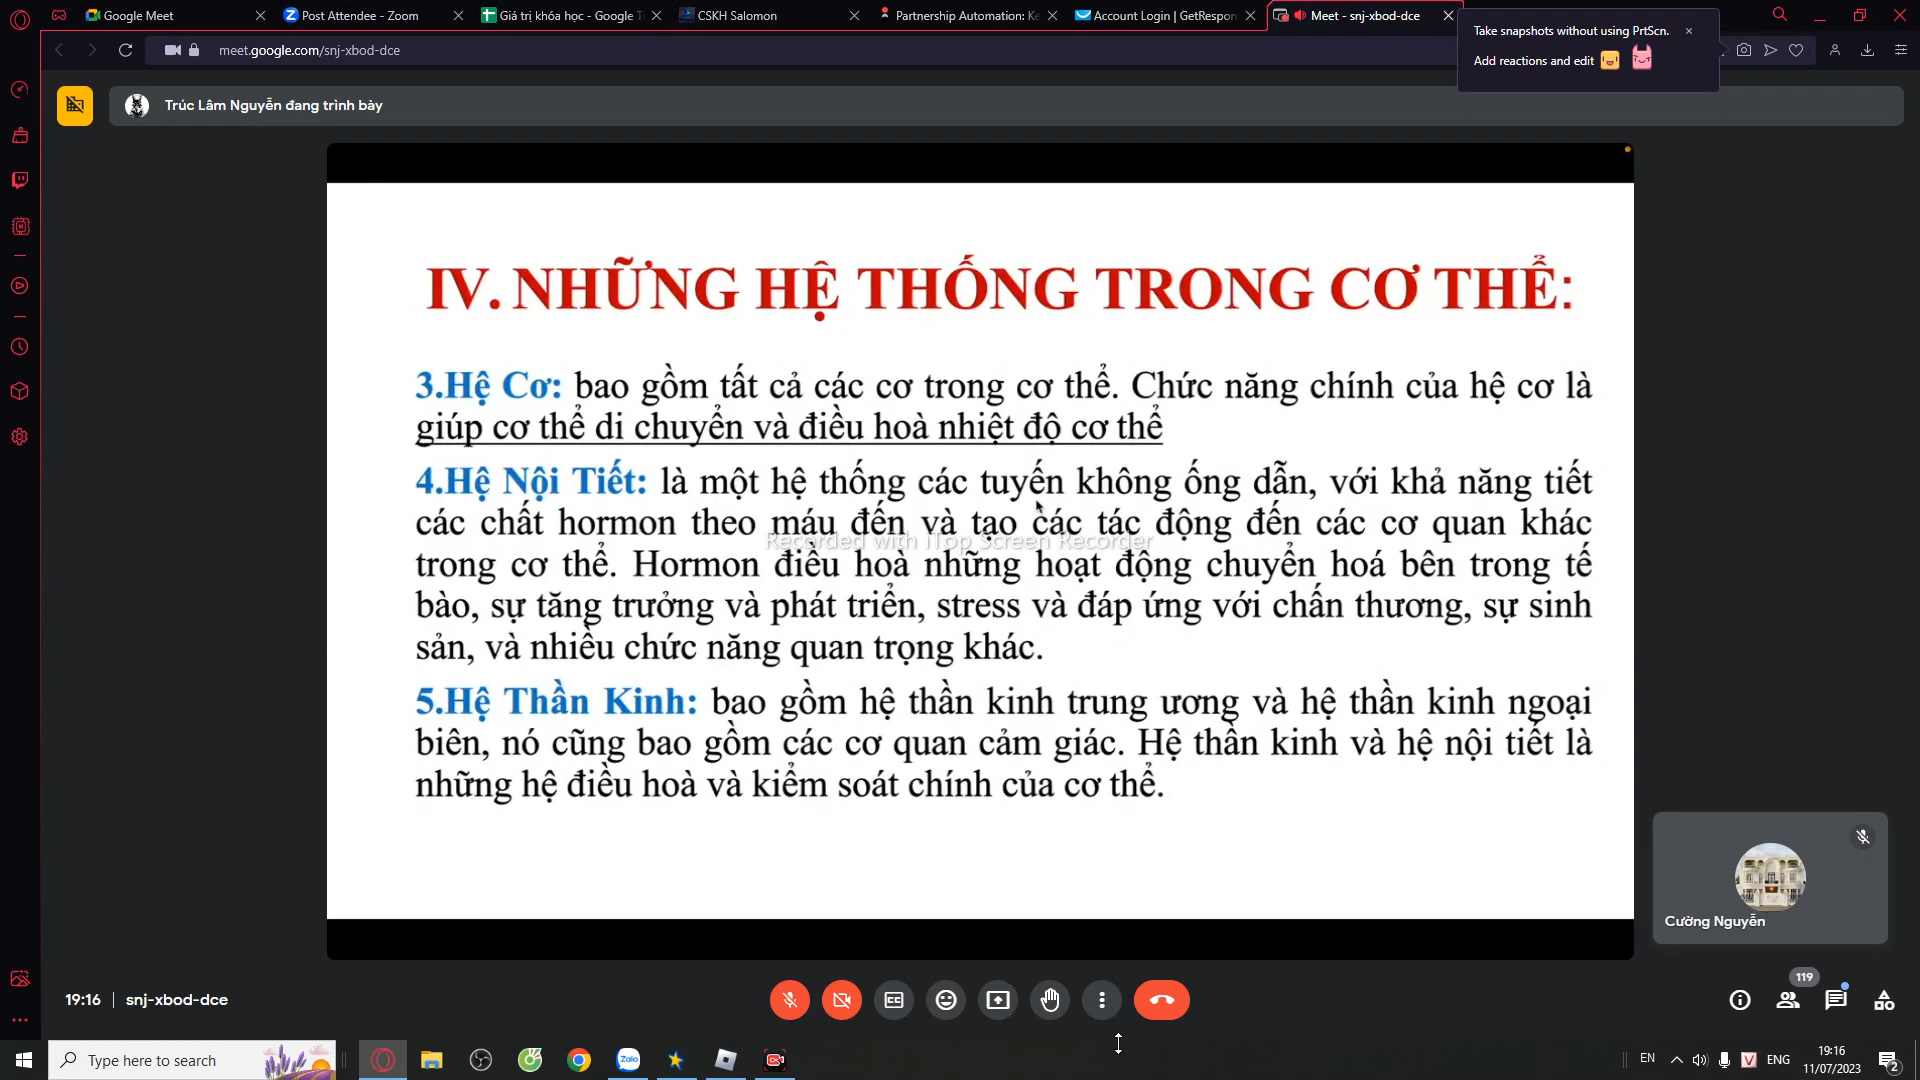 Google Meet
Post Attendee - Zoom
Giá trị khóa học - Google T
CSKH Salomon
Partnership Automation: Ke
Account Login | GetRespon
Meet - snj-xbod-dce
Take snapshots without using PrtScn.
Add reactions and edit
meet.google.com/snj-xbod-dce
Trúc Lâm Nguyễn đang trình bày
IV. NHỮNG HỆ THỐNG TRONG CƠ THỂ:
3.Hệ Cơ: bao gồm tất cả các cơ trong cơ thể. Chức năng chính của hệ cơ là
giúp cơ thể di chuyển và điều hoà nhiệt độ cơ thể
4.Hệ Nội Tiết: là một hệ thống các tuyến không ống dẫn, với khả năng tiết
các chất hormon theo máu đến và tạo các tác động đến các cơ quan khác
Recorded with iTop Screen Recorder
trong cơ thể. Hormon điều hoà những hoạt động chuyển hoá bên trong tế
bào, sự tăng trưởng và phát triển, stress và đáp ứng với chấn thương, sự sinh
sản, và nhiều chức năng quan trọng khác.
5.Hệ Thần Kinh: bao gồm hệ thần kinh trung ương và hệ thần kinh ngoại
biên, nó cũng bao gồm các cơ quan cảm giác. Hệ thần kinh và hệ nội tiết là
những hệ điều hoà và kiểm soát chính của cơ thể.
Cường Nguyễn
19:16 | snj-xbod-dce
119
Type here to search
Zalo
EN
ENG
19:16
11/07/2023
2